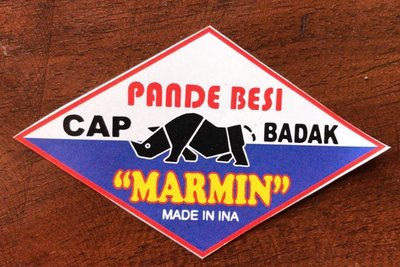 PANDE BESI
CAP BADAK
“MARMIN”
MADE IN INA